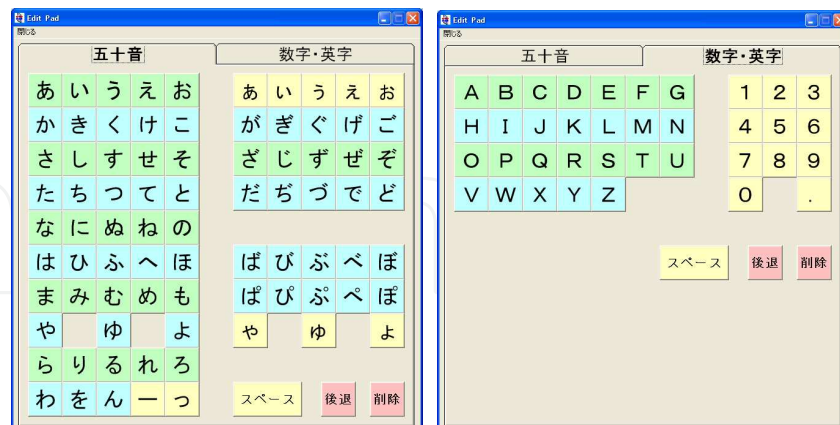 Edit Pad
閉じる
五十音 数字・英字
あ い う え お ぁ ぃ ぅ ぇ ぉ
か き く け こ が ぎ ぐ げ ご
さ し す せ そ ざ じ ず ぜ ぞ
た ち つ て と だ ぢ づ で ど
な に ぬ ね の
は ひ ふ へ ほ ば び ぶ べ ぼ
ま み む め も ぱ ぴ ぷ ぺ ぽ
や ゆ よ ゃ ゅ ょ
ら り る れ ろ
わ を ん ー っ スペース 後退 削除
Edit Pad
閉じる
五十音 数字・英字
A B C D E F G 1 2 3
H I J K L M N 4 5 6
O P Q R S T U 7 8 9
V W X Y Z 0 .
スペース 後退 削除